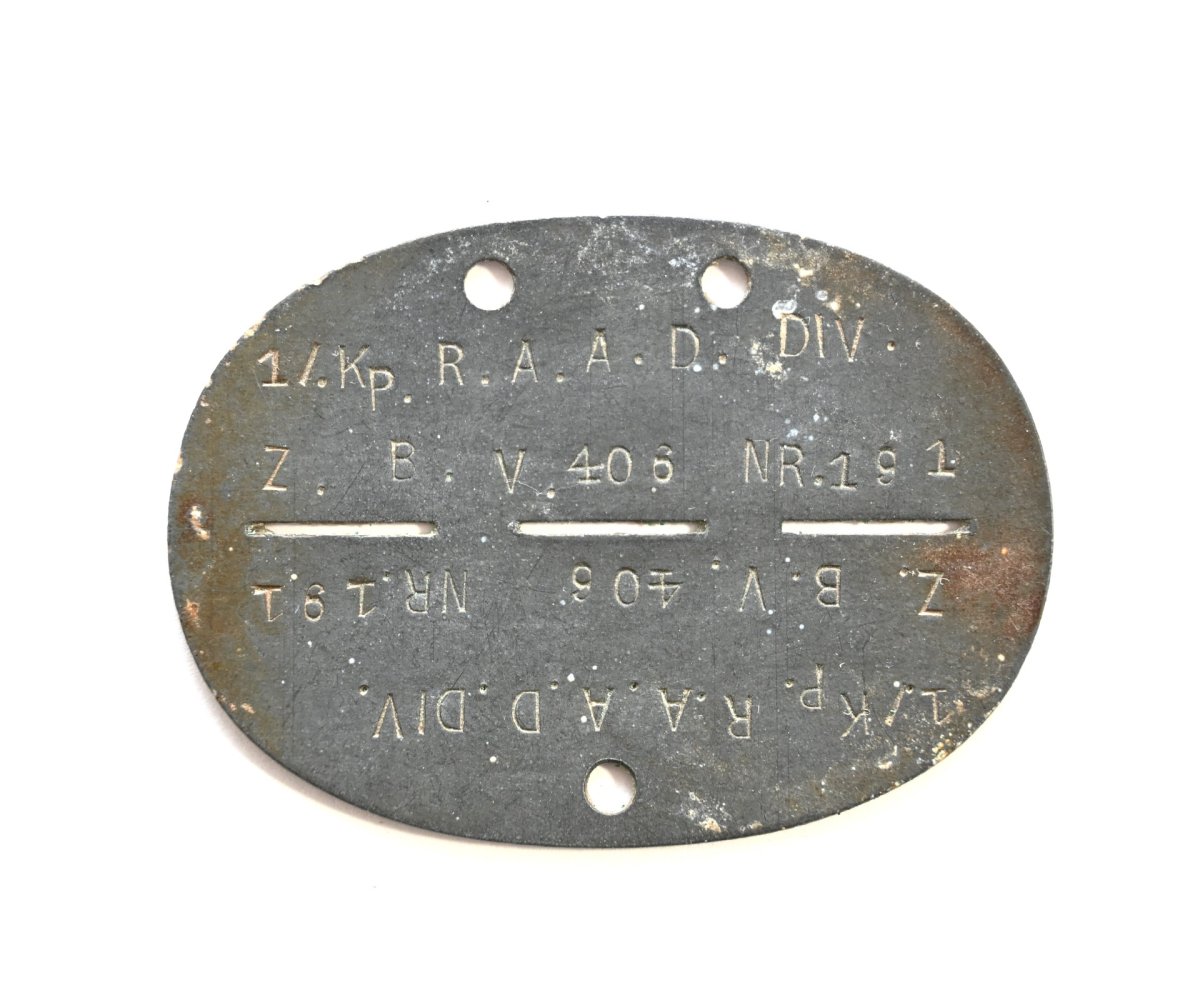 1/.Kp. R.A.A.D. DIV.
Z. B. V. 406 NR.191
Z. B.V. 406 NR.191
1./Kp. R.A.A.D.DIV.